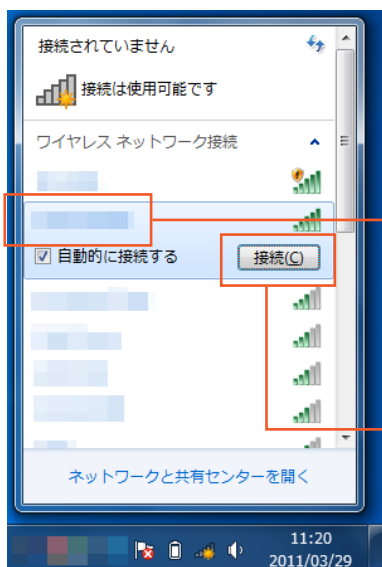 接続されていません
接続は使用可能です
ワイヤレス ネットワーク接続
自動的に接続する
接続(C)
ネットワークと共有センターを開く
11:20
2011/03/29